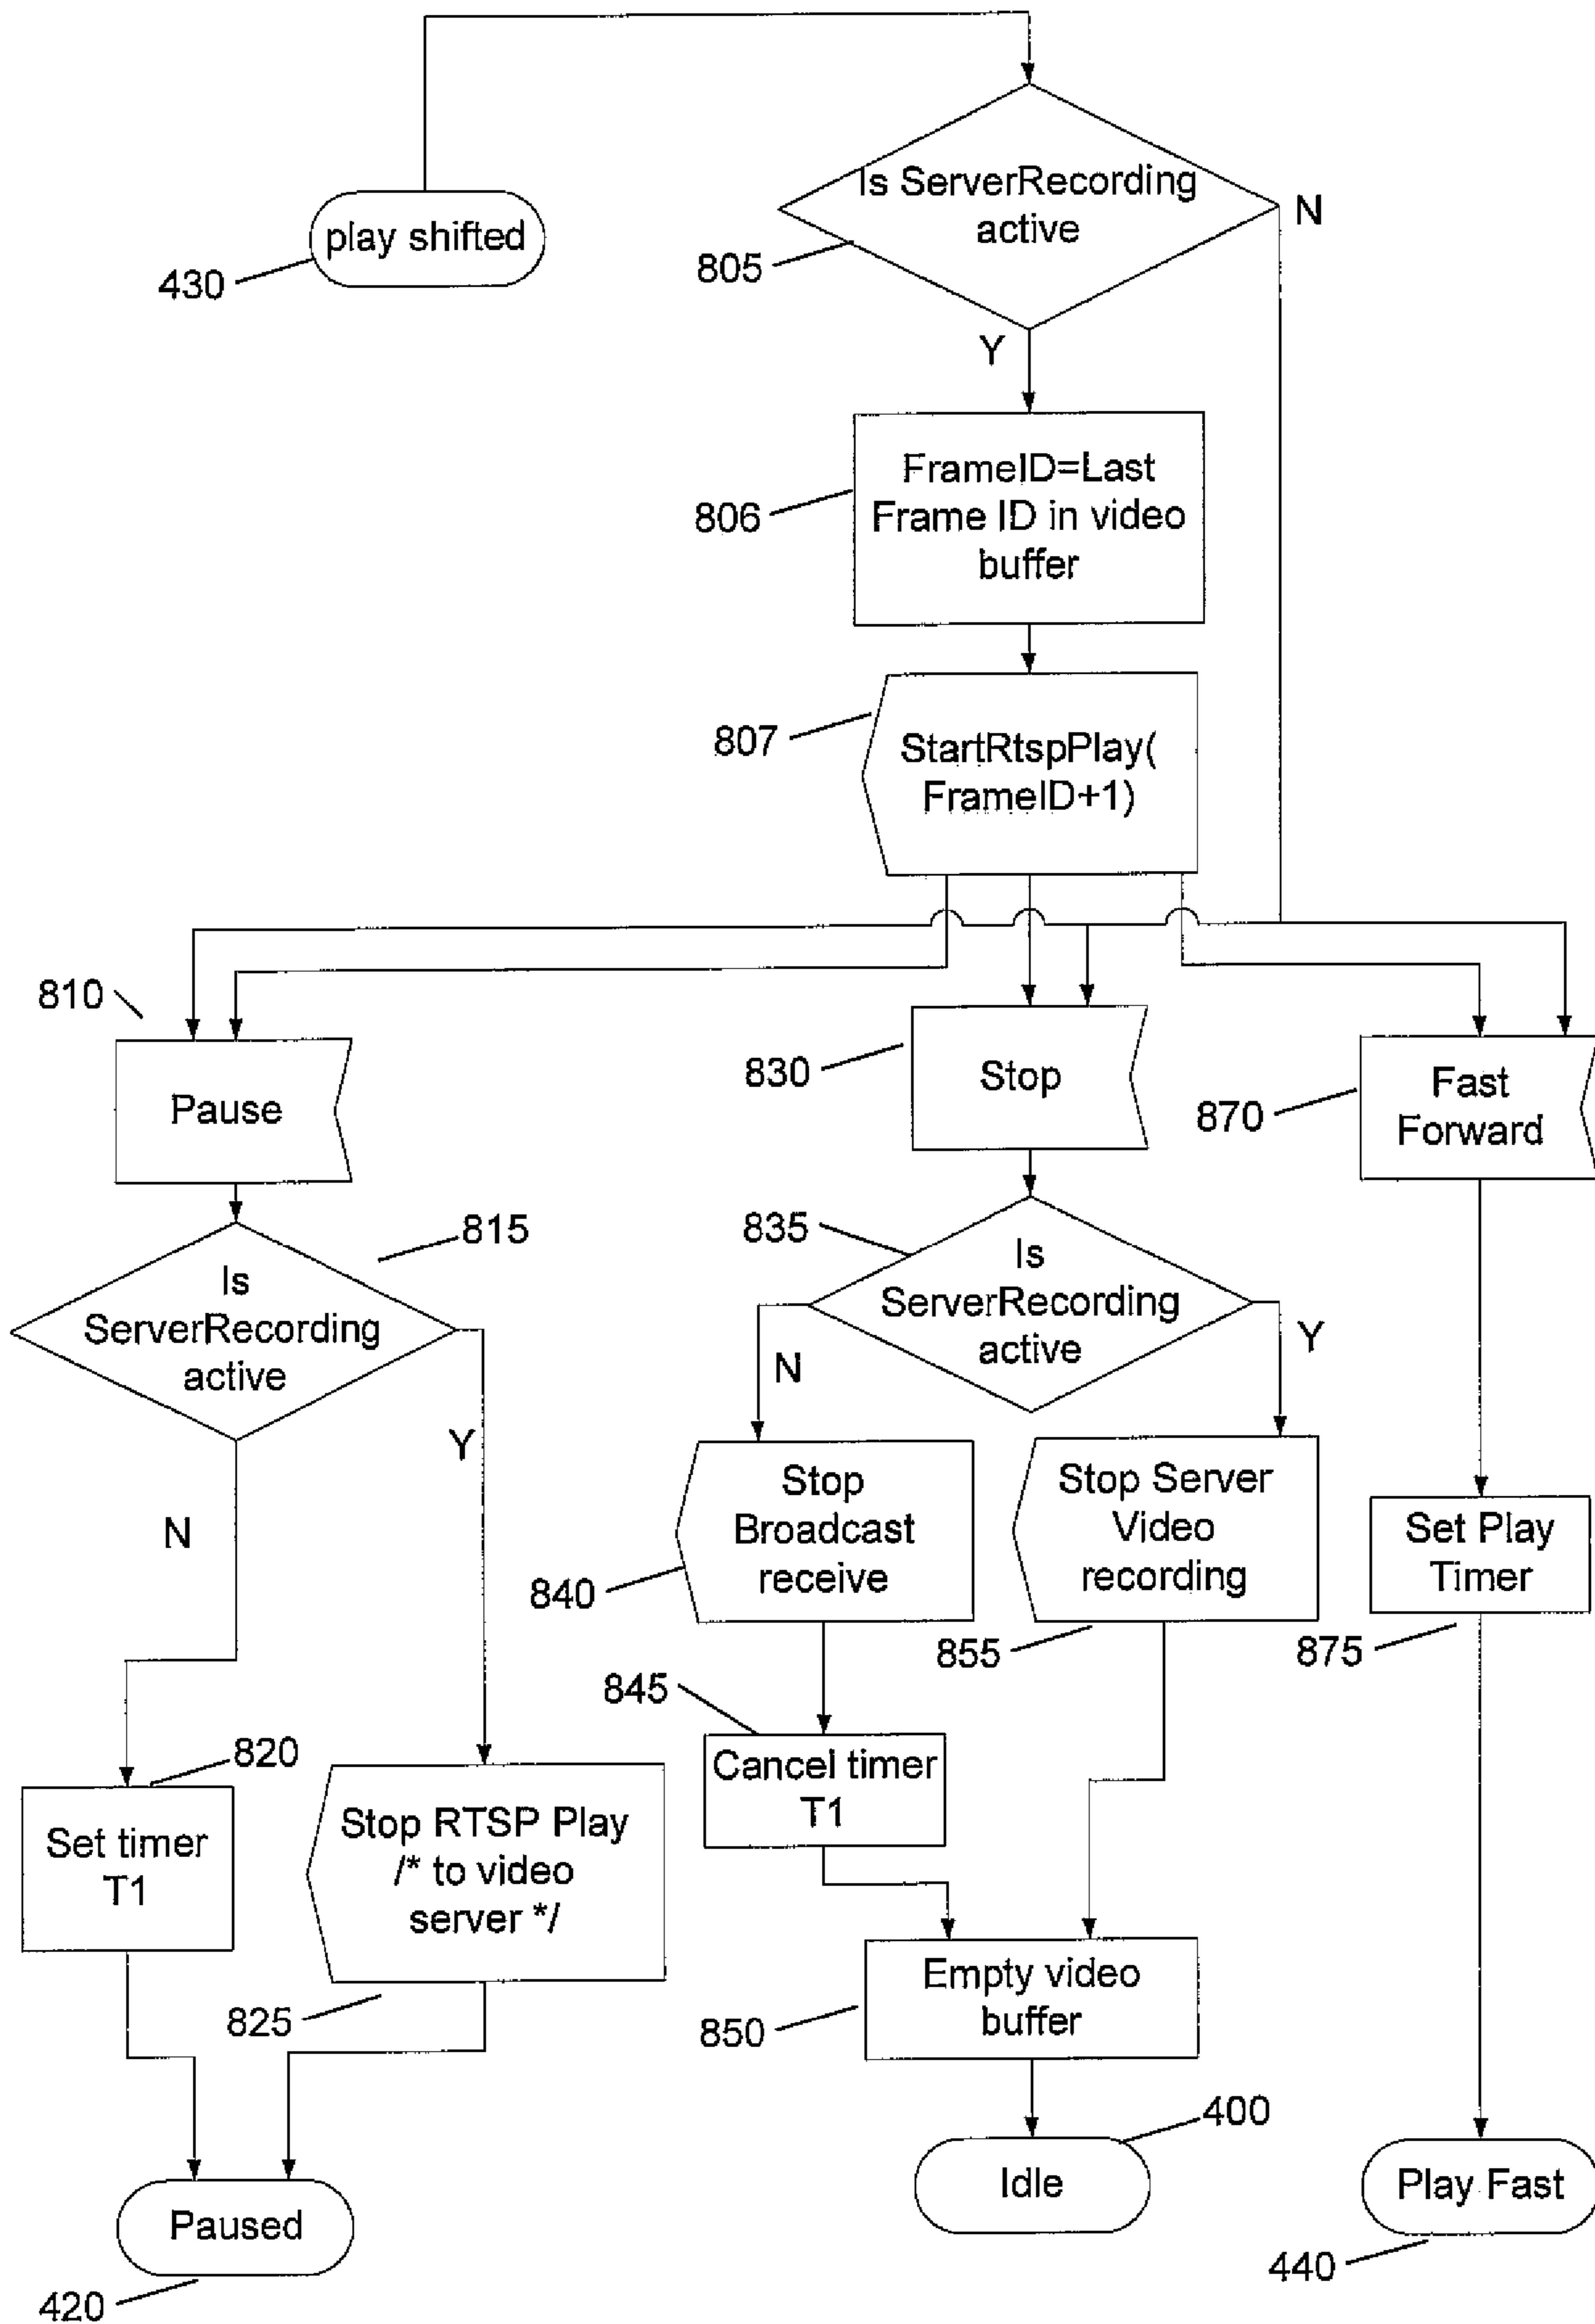 Is ServerRecording
active
N
play shifted
430
805
Y
FrameID=Last
Frame ID in video
buffer
806
807
StartRtspPlay(
FrameID+1)
810
Pause
830
Stop
870
Fast
Forward
815
Is
ServerRecording
active
835
Is
ServerRecording
active
N
Y
Y
N
Stop
Broadcast
receive
840
Stop Server
Video
recording
855
Set Play
Timer
875
845
Cancel timer
T1
820
Set timer
T1
Stop RTSP Play
/* to video
server */
825
Empty video
buffer
850
400
Idle
Play Fast
440
Paused
420